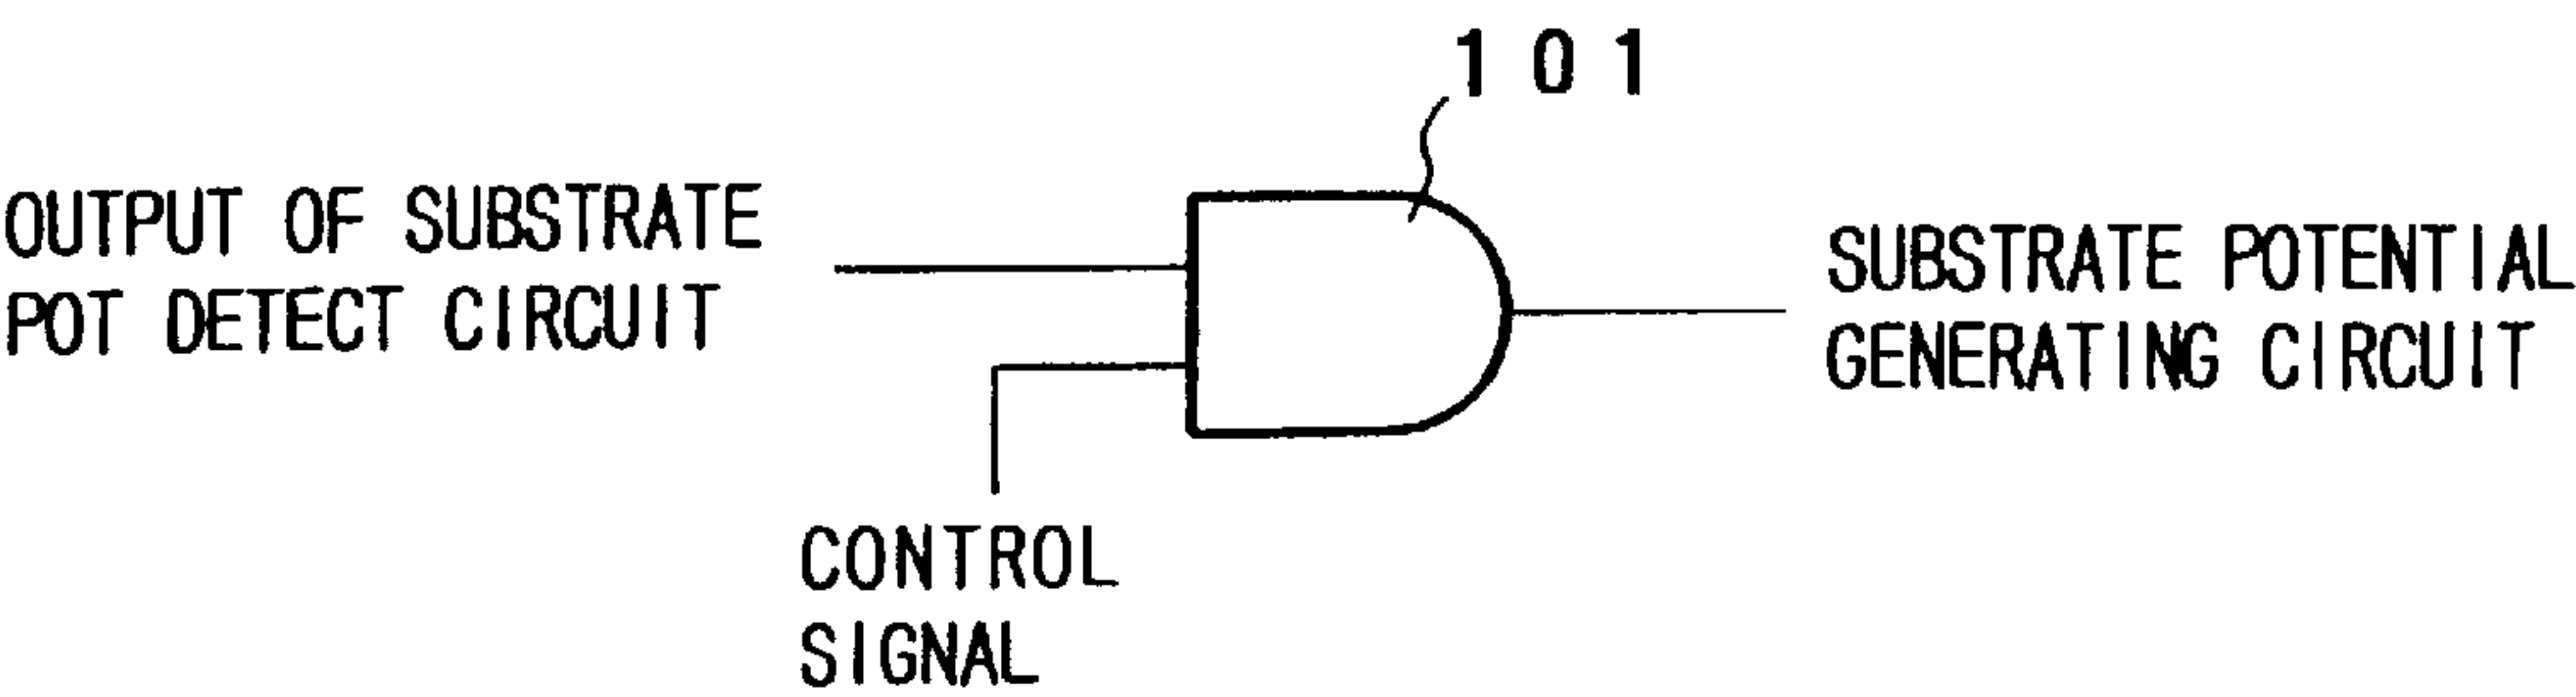 101
OUTPUT OF SUBSTRATE
POT DETECT CIRCUIT
SUBSTRATE POTENTIAL
GENERATING CIRCUIT
CONTROL
SIGNAL